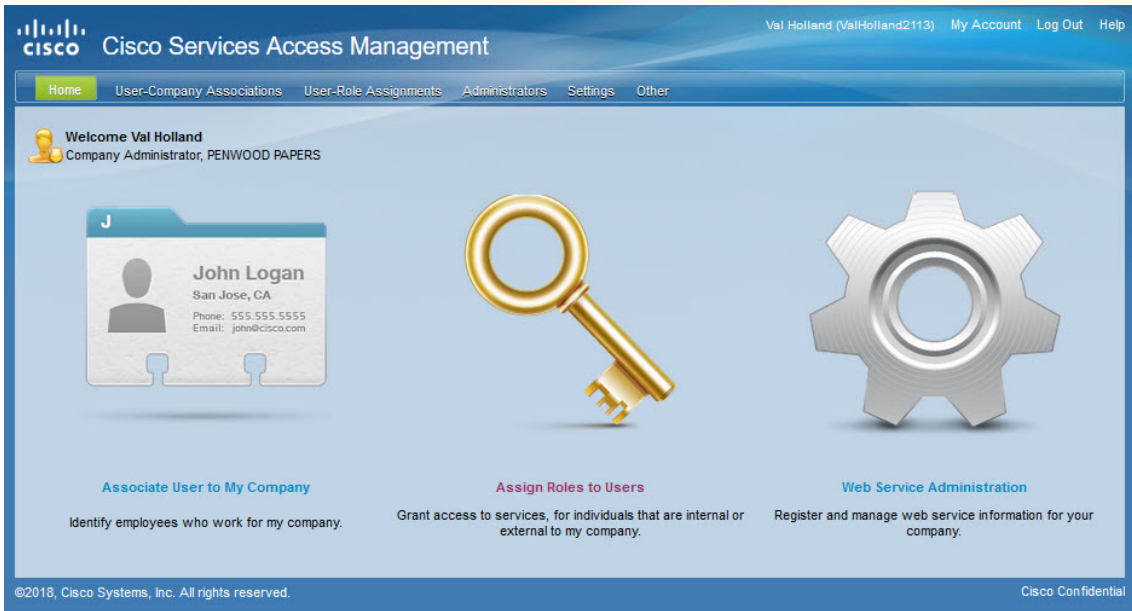 Val Holland (ValHolland2113) My Account Log Out Help
CISCO Cisco Services Access Management
Home User-Company Associations User-Role Assignments Administrators Settings Other
Welcome Val Holland
Company Administrator, PENWOOD PAPERS
J
John Logan
San Jose, CA
Phone: 555.555.5555
Email: john@cisco.com
Associate User to My Company
Identify employees who work for my company.
Assign Roles to Users
Grant access to services, for individuals that are internal or
external to my company.
Web Service Administration
Register and manage web service information for your
company.
©2018, Cisco Systems, Inc. All rights reserved.
Cisco Confidential